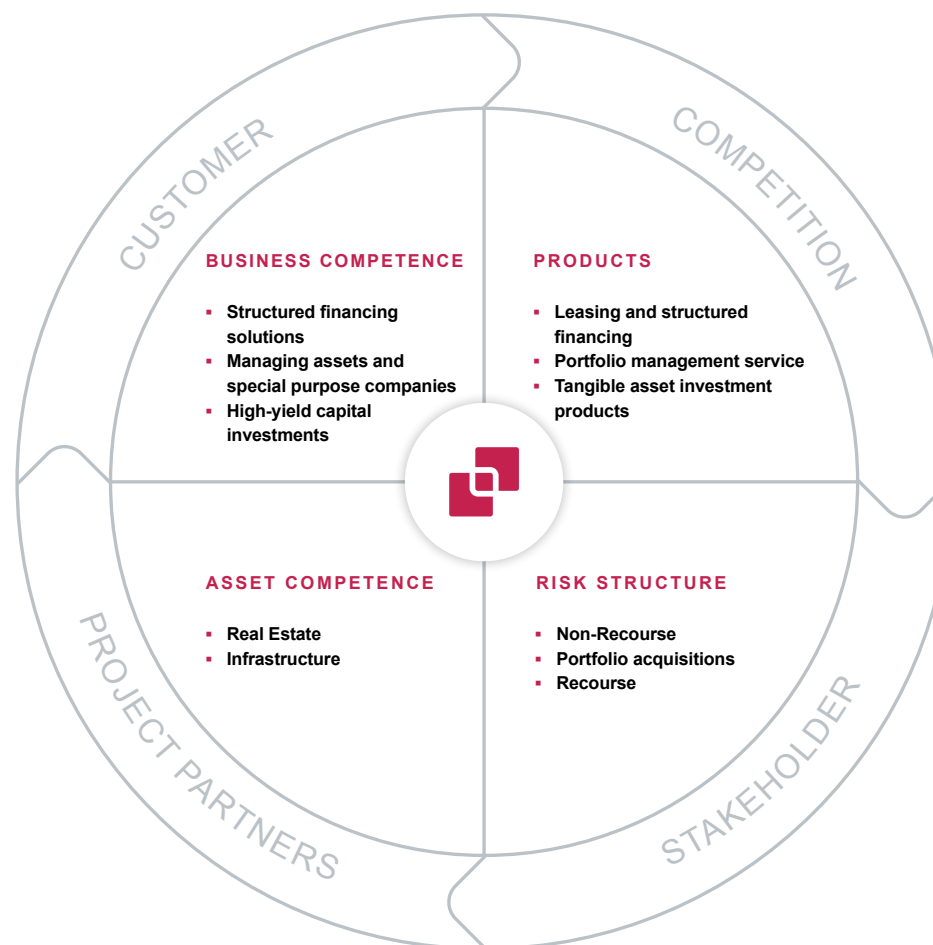 CUSTOMER
COMPETITION
BUSINESS COMPETENCE
▪ Structured financing
solutions
▪ Managing assets and
special purpose companies
▪ High-yield capital
investments
PRODUCTS
▪ Leasing and structured
financing
▪ Portfolio management service
▪ Tangible asset investment
products
ASSET COMPETENCE
▪ Real Estate
▪ Infrastructure
RISK STRUCTURE
▪ Non-Recourse
▪ Portfolio acquisitions
▪ Recourse
PROJECT PARTNERS
STAKEHOLDER